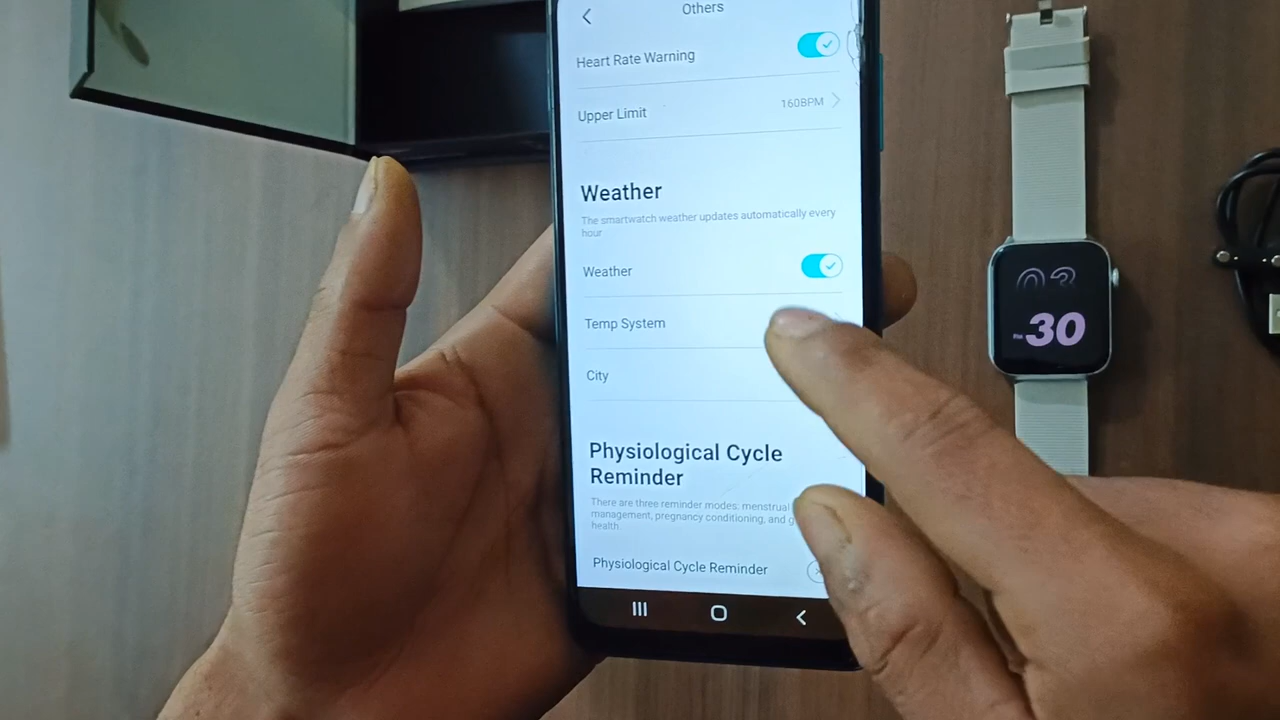 Others
Heart Rate Warning
Upper Limit 160BPM
Weather
The smartwatch weather updates automatically every
hour
Weather
Temp System
City
Physiological Cycle
Reminder
There are three reminder modes: menstrual
management, pregnancy conditioning, and
health
Physiological Cycle Reminder
02
30